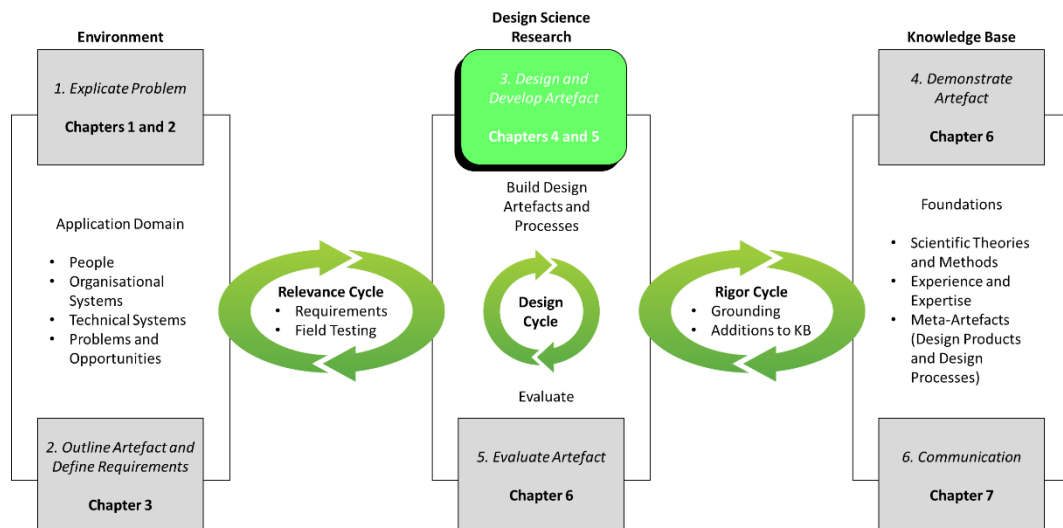 Environment
1. Explicate Problem
Chapters 1 and 2
Application Domain
• People
• Organisational
Systems
• Technical Systems
• Problems and
Opportunities
2. Outline Artefact and
Define Requirements
Chapter 3
Relevance Cycle
• Requirements
• Field Testing
Design Science
Research
3. Design and
Develop Artefact
Chapters 4 and 5
Build Design
Artefacts and
Processes
Design
Cycle
Evaluate
5. Evaluate Artefact
Chapter 6
Rigor Cycle
• Grounding
• Additions to KB
Knowledge Base
4. Demonstrate
Artefact
Chapter 6
Foundations
• Scientific Theories
and Methods
• Experience and
Expertise
• Meta-Artefacts
(Design Products
and Design
Processes)
6. Communication
Chapter 7